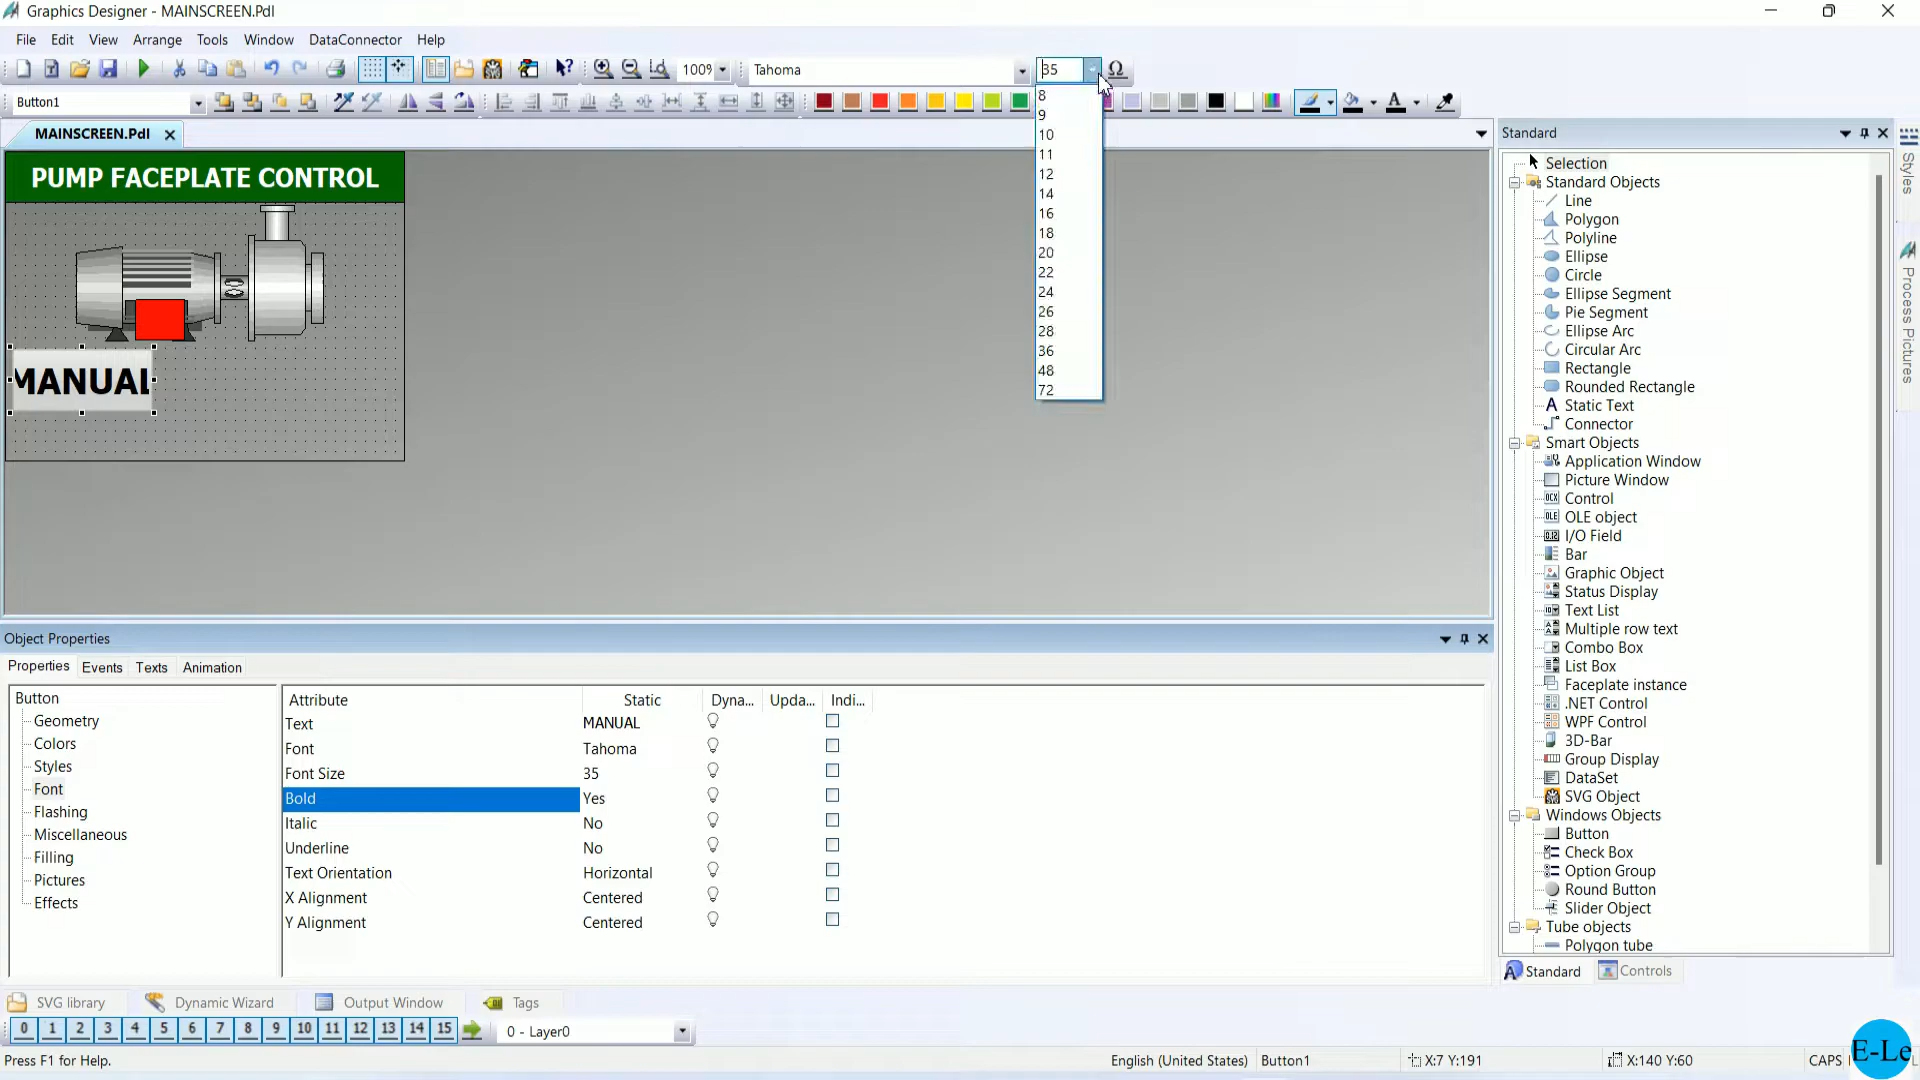 Graphics Designer - MAINSCREEN.Pdl
File Edit View Arrange Tools Window DataConnector Help
100% Tahoma 35
Button1
8
9
10
11
12
14
16
18
20
22
24
26
28
36
48
72
MAINSCREEN.Pdl
PUMP FACEPLATE CONTROL
MANUAL
Standard
Selection
Standard Objects
Line
Polygon
Polyline
Ellipse
Circle
Ellipse Segment
Pie Segment
Ellipse Arc
Circular Arc
Rectangle
Rounded Rectangle
Static Text
Connector
Smart Objects
Application Window
Picture Window
Control
OLE object
I/O Field
Bar
Graphic Object
Status Display
Text List
Multiple row text
Combo Box
List Box
Faceplate instance
.NET Control
WPF Control
3D-Bar
Group Display
DataSet
SVG Object
Windows Objects
Button
Check Box
Option Group
Round Button
Slider Object
Tube objects
Polygon tube
Standard Controls
Styles
Process Pictures
Object Properties
Properties Events Texts Animation
Button
Geometry
Colors
Styles
Font
Flashing
Miscellaneous
Filling
Pictures
Effects
Attribute Static Dyna... Upda... Indi...
Text MANUAL
Font Tahoma
Font Size 35
Bold Yes
Italic No
Underline No
Text Orientation Horizontal
X Alignment Centered
Y Alignment Centered
SVG library Dynamic Wizard Output Window Tags
0 1 2 3 4 5 6 7 8 9 10 11 12 13 14 15 0 - Layer0
Press F1 for Help. English (United States) Button1 X:7 Y:191 X:140 Y:60 CAPS
E-Le